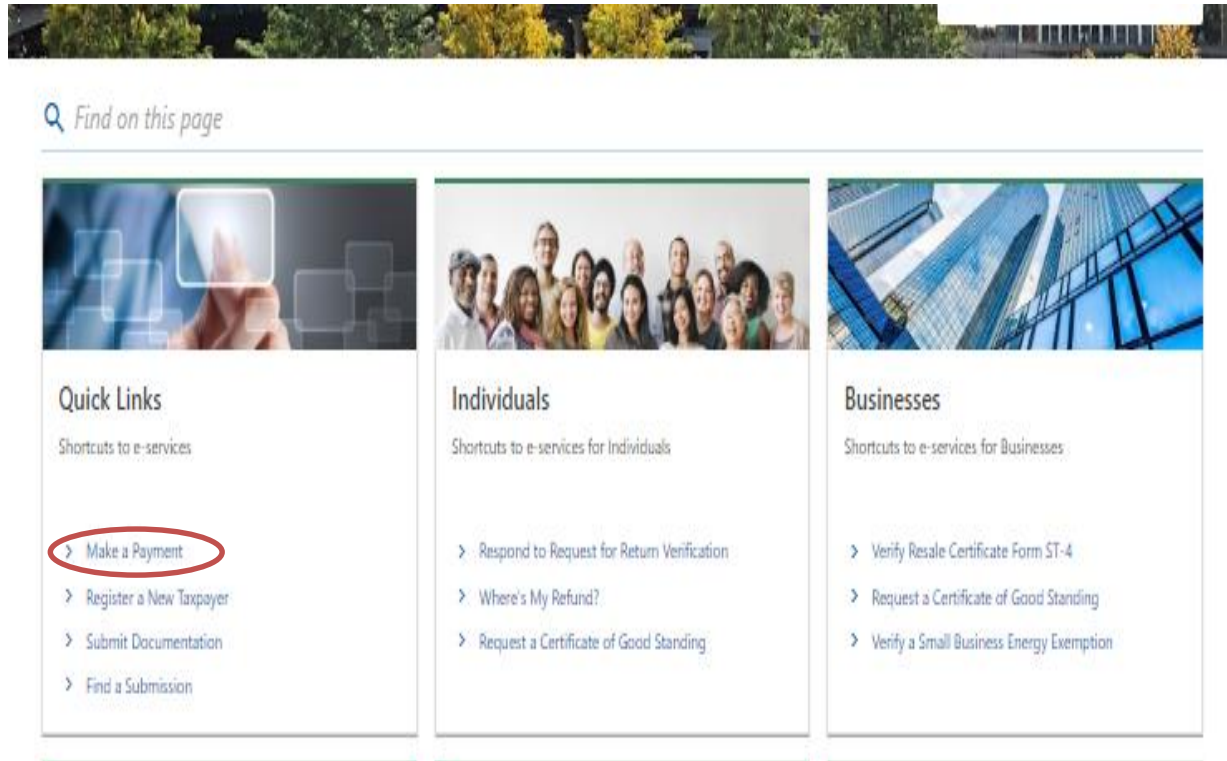 Find on this page
Quick Links
Shortcuts to e-services
Make a Payment
Register a New Taxpayer
Submit Documentation
Find a Submission
Individuals
Shortcuts to e-services for Individuals
Respond to Request for Return Verification
Where's My Refund?
Request a Certificate of Good Standing
Businesses
Shortcuts to e-services for Businesses
Verify Resale Certificate Form ST-4
Request a Certificate of Good Standing
Verify a Small Business Energy Exemption